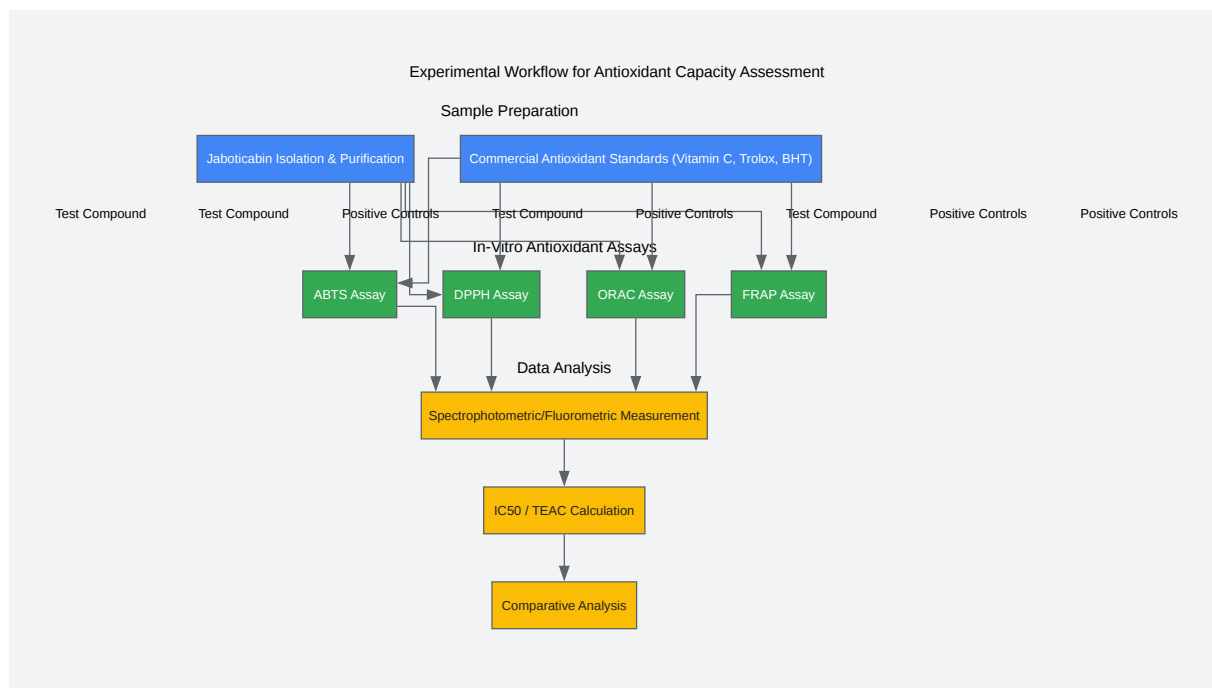 Experimental Workflow for Antioxidant Capacity Assessment
Sample Preparation
Jaboticabin Isolation & Purification
Commercial Antioxidant Standards (Vitamin C, Trolox, BHT)
Test Compound
Test Compound
Positive Controls
Test Compound
Positive Controls
Test Compound
Positive Controls
Positive Controls
In-Vitro Antioxidant Assays
ABTS Assay
DPPH Assay
ORAC Assay
FRAP Assay
Data Analysis
Spectrophotometric/Fluorometric Measurement
IC50 / TEAC Calculation
Comparative Analysis